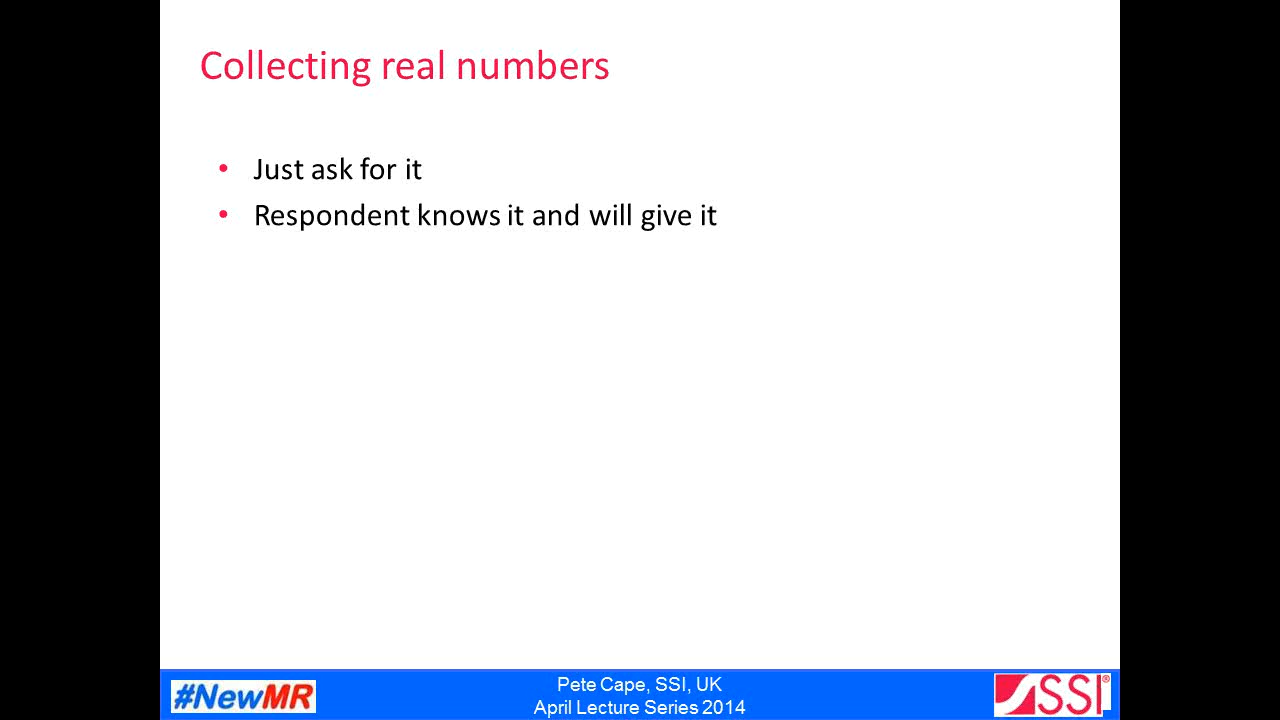 Collecting real numbers
• Just ask for it
• Respondent knows it and will give it
#NewMR
Pete Cape, SSI, UK
April Lecture Series 2014
SSI®